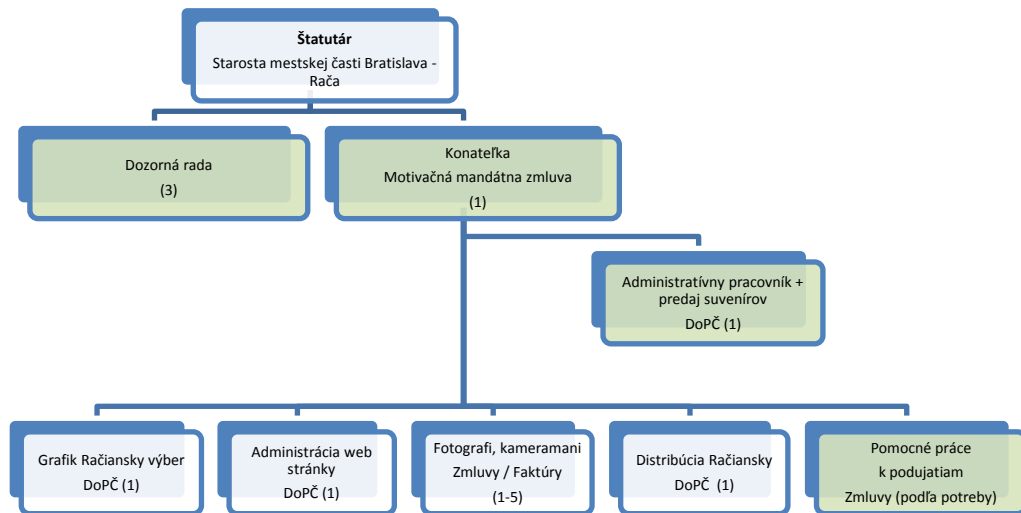 Štatutár
Starosta mestskej časti Bratislava -
Rača
Dozorná rada
(3)
Konateľka
Motivačná mandátna zmluva
(1)
Administratívny pracovník +
predaj suvenírov
DoPČ (1)
Grafik Račiansky výber
DoPČ (1)
Administrácia web
stránky
DoPČ (1)
Fotografi, kameramani
Zmluvy / Faktúry
(1-5)
Distribúcia Račiansky
DoPČ (1)
Pomocné práce
k podujatiam
Zmluvy (podľa potreby)